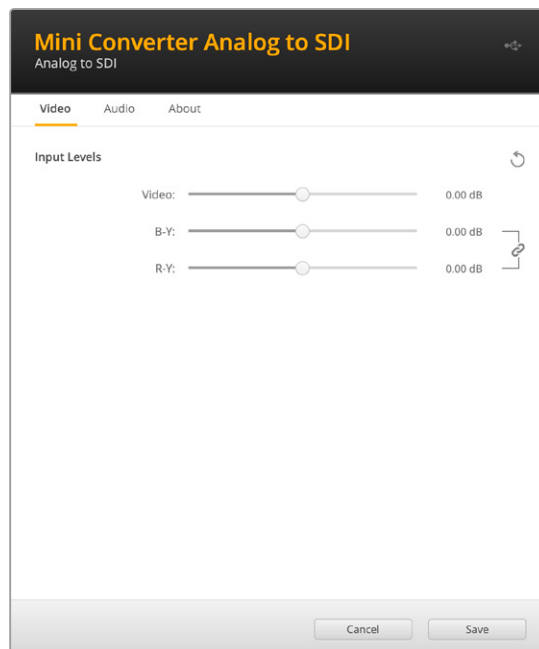 Mini Converter Analog to SDI
Analog to SDI
Video Audio About
Input Levels
Video: 0.00 dB
B-Y: 0.00 dB
R-Y: 0.00 dB
Cancel Save